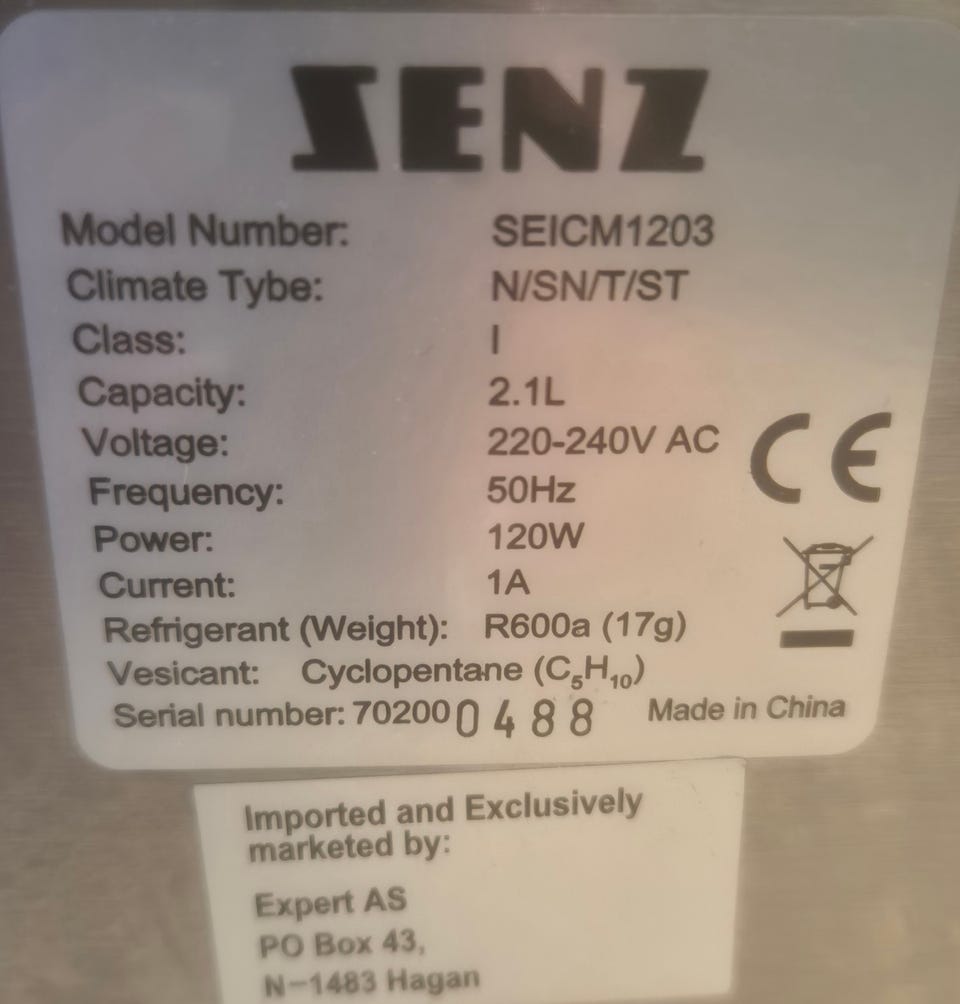 SENZ
Model Number: SEICM1203
Climate Tybe: N/SN/T/ST
Class: I
Capacity: 2.1L
Voltage: 220-240V AC
Frequency: 50Hz
Power: 120W
Current: 1A
Refrigerant (Weight): R600a (17g)
Vesicant: Cyclopentane (C₅H₁₀)
Serial number: 702000488 Made in China
CE
Imported and Exclusively
marketed by:
Expert AS
PO Box 43,
N-1483 Hagan